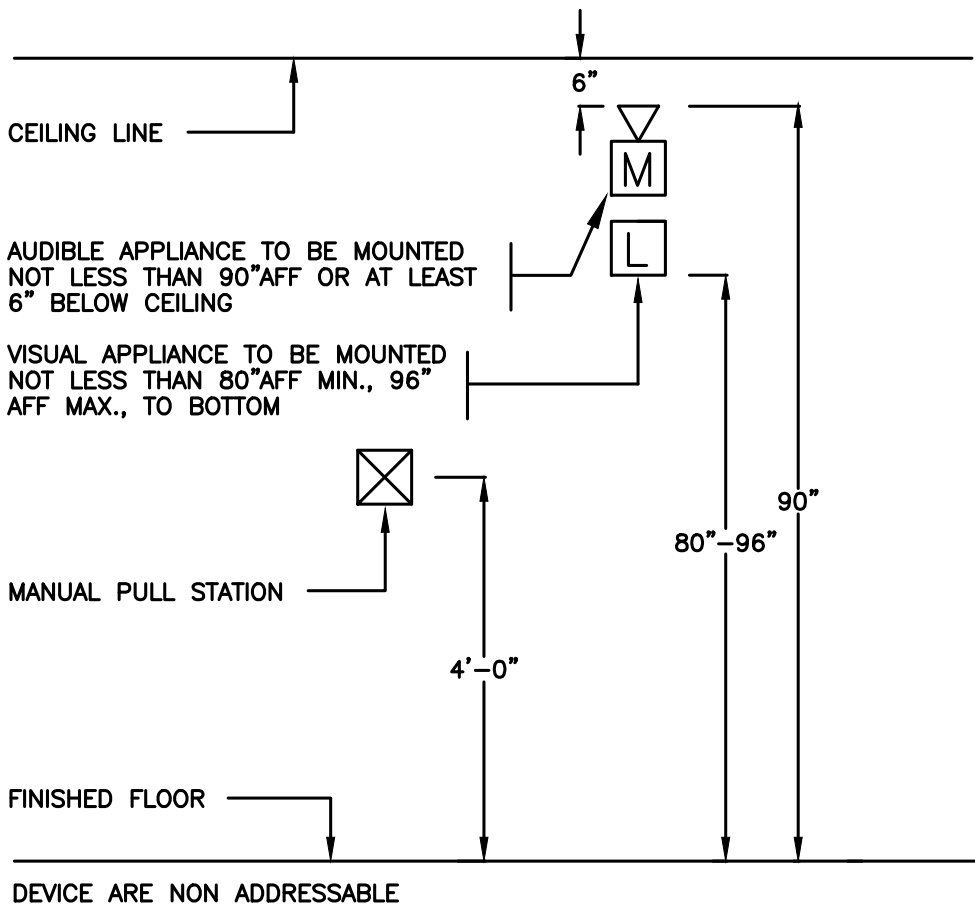 6”
CEILING LINE
M
AUDIBLE APPLIANCE TO BE MOUNTED
NOT LESS THAN 90”AFF OR AT LEAST
6” BELOW CEILING
L
VISUAL APPLIANCE TO BE MOUNTED
NOT LESS THAN 80”AFF MIN., 96”
AFF MAX., TO BOTTOM
90”
80”-96”
MANUAL PULL STATION
4’-0”
FINISHED FLOOR
DEVICE ARE NON ADDRESSABLE